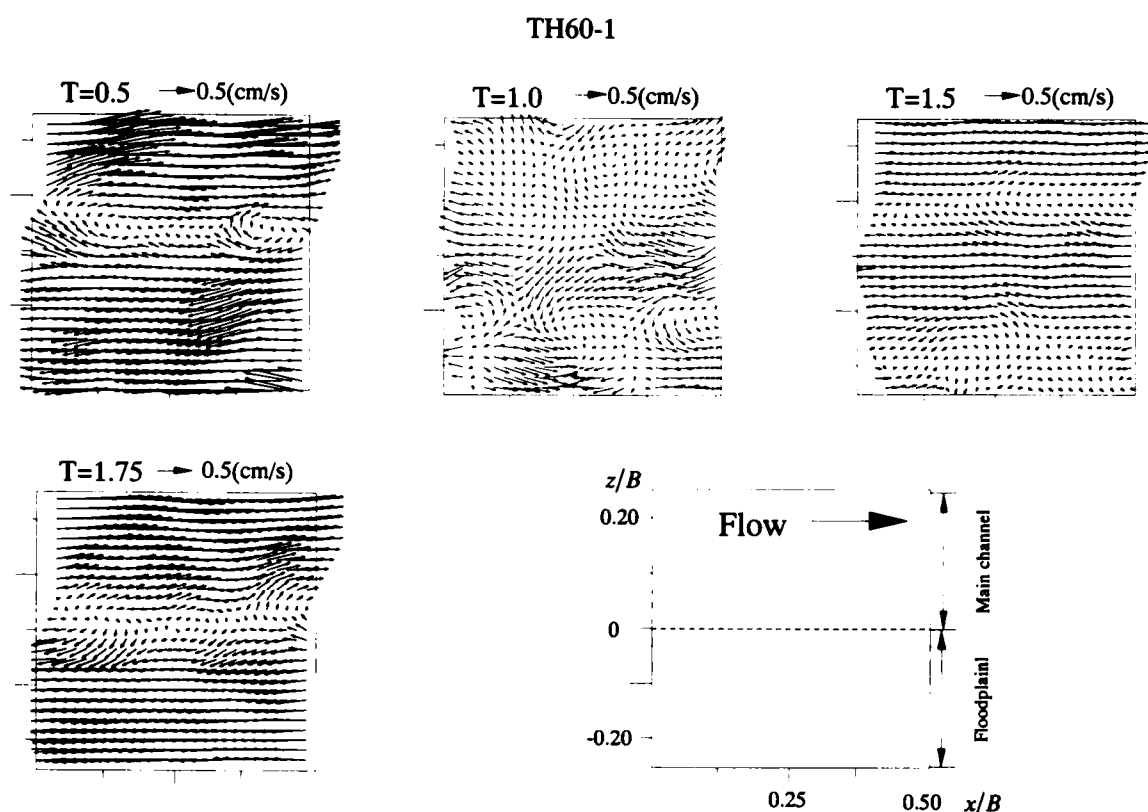 TH60-1
T=0.5 → 0.5(cm/s)
T=1.0 → 0.5(cm/s)
T=1.5 → 0.5(cm/s)
T=1.75 → 0.5(cm/s)
z/B
0.20
Flow
Main channel
0
Floodplainl
-0.20
0.25 0.50 x/B